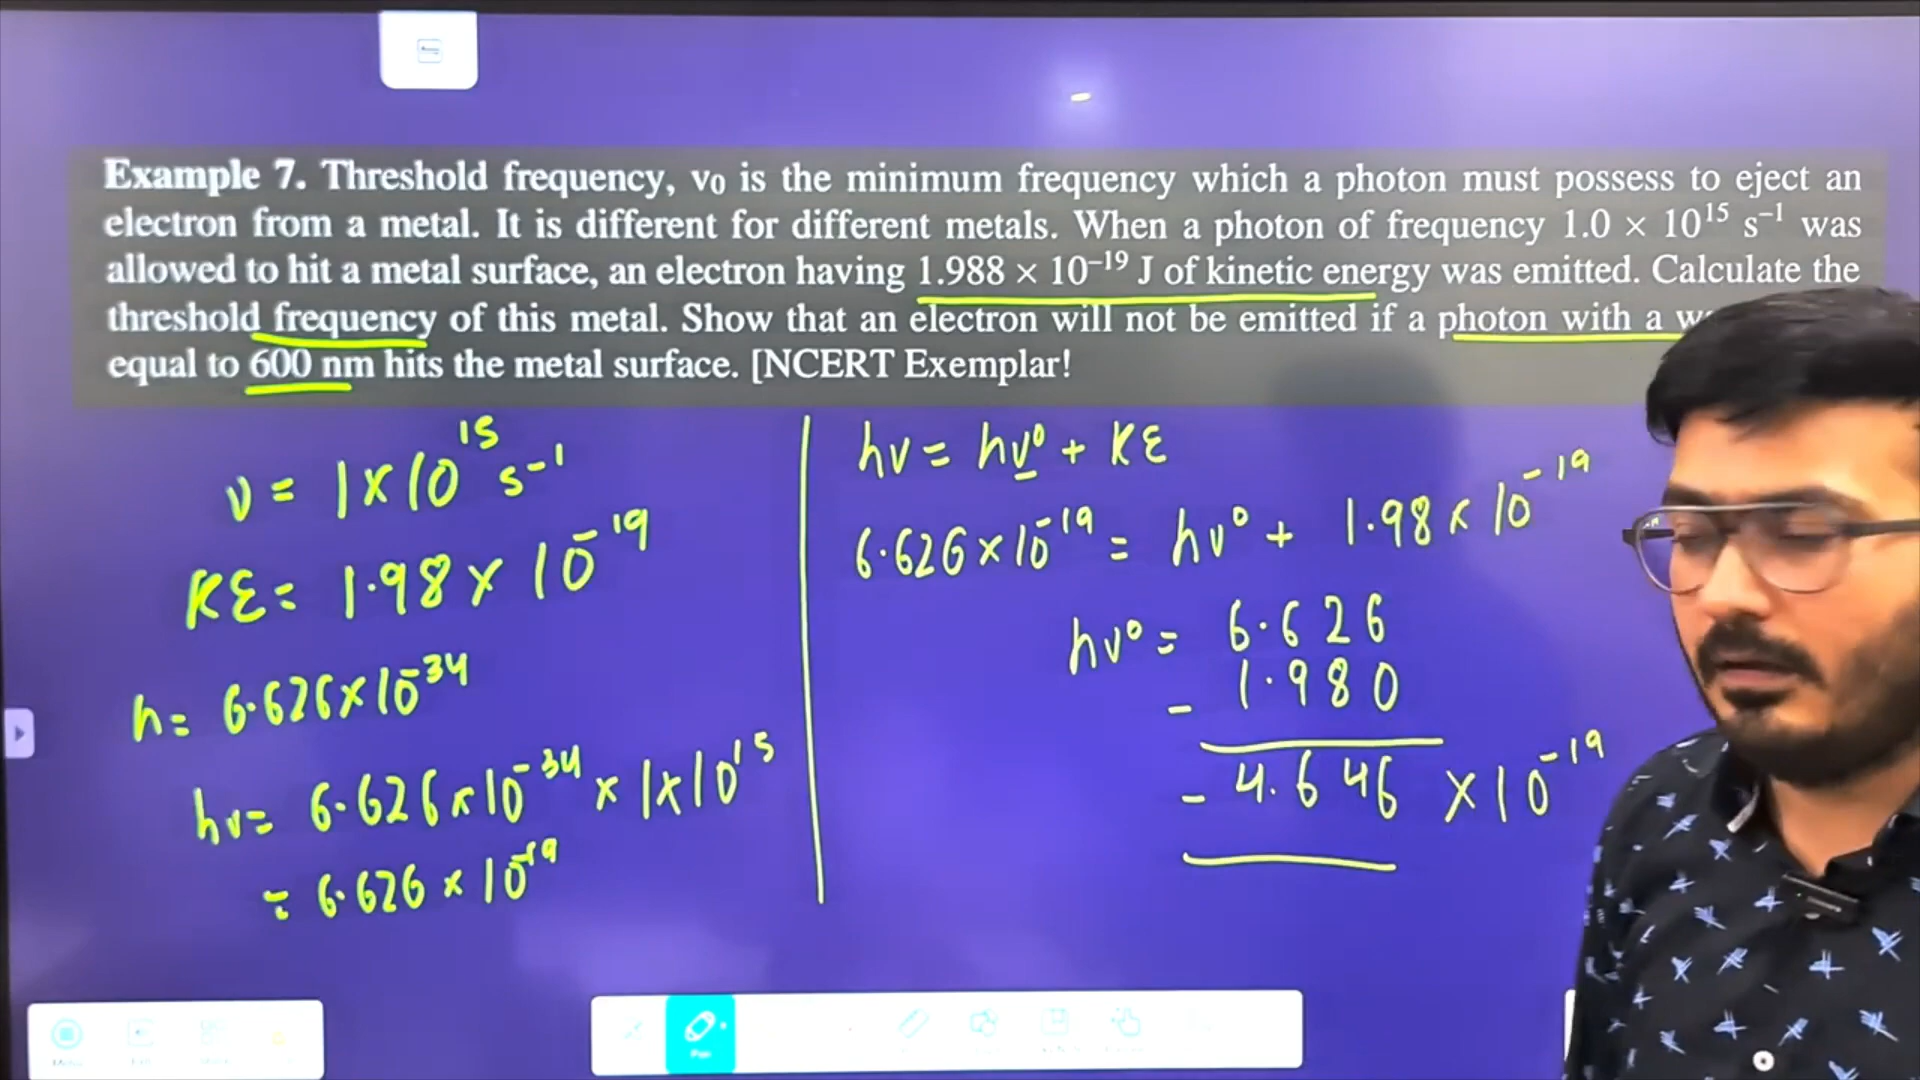 Example 7. Threshold frequency, ν₀ is the minimum frequency which a photon must possess to eject an
electron from a metal. It is different for different metals. When a photon of frequency 1.0 × 10¹⁵ s⁻¹ was
allowed to hit a metal surface, an electron having 1.988 × 10⁻¹⁹ J of kinetic energy was emitted. Calculate the
threshold frequency of this metal. Show that an electron will not be emitted if a photon with a
equal to 600 nm hits the metal surface. [NCERT Exemplar!
ν = 1×10¹⁵ s⁻¹
KE = 1.98 × 10⁻¹⁹
h = 6.626×10⁻³⁴
hν = 6.626×10⁻³⁴ × 1×10¹⁵
= 6.626 × 10⁻¹⁹
hν = hν⁰ + KE
6.626×10⁻¹⁹ = hν⁰ + 1.98 × 10⁻¹⁹
hν⁰ = 6.626
- 1.980
- 4.646 × 10⁻¹⁹
Pen